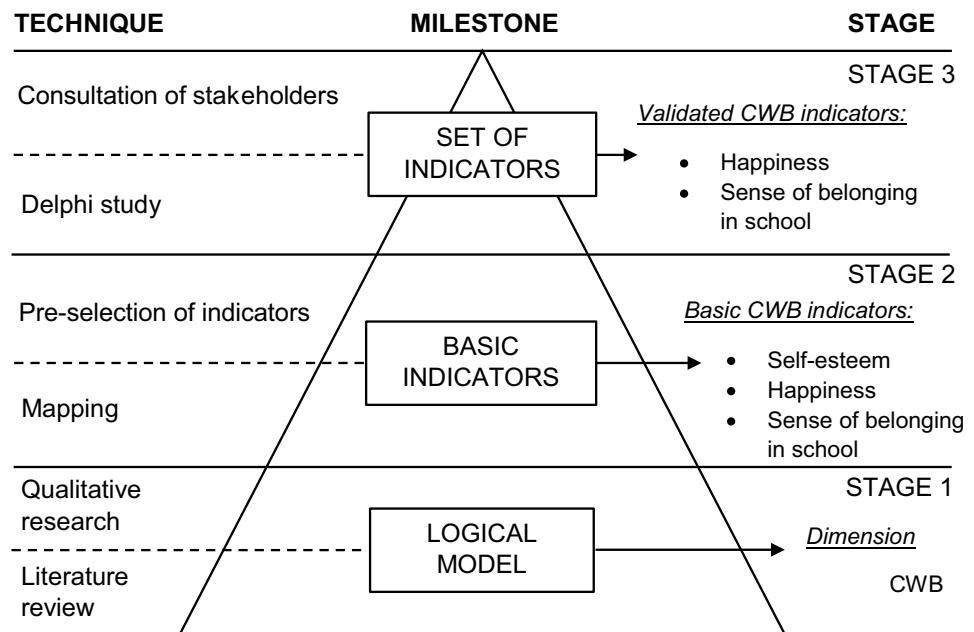 TECHNIQUE MILESTONE STAGE
STAGE 3
Consultation of stakeholders
Delphi study
SET OF
INDICATORS
Validated CWB indicators:
• Happiness
• Sense of belonging
in school
STAGE 2
Pre-selection of indicators
Mapping
BASIC
INDICATORS
Basic CWB indicators:
• Self-esteem
• Happiness
• Sense of belonging
in school
STAGE 1
Qualitative
research
Literature
review
LOGICAL
MODEL
Dimension
CWB